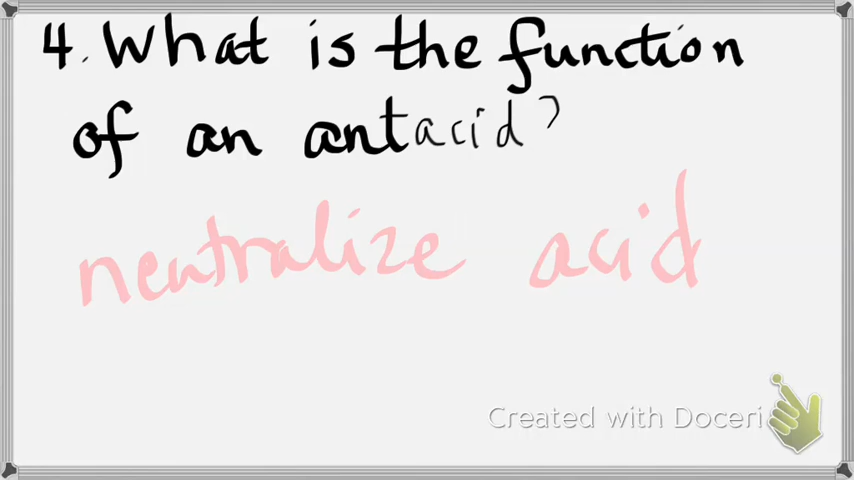 4. What is the function
of an antacid?
neutralize acid
Created with Doceri